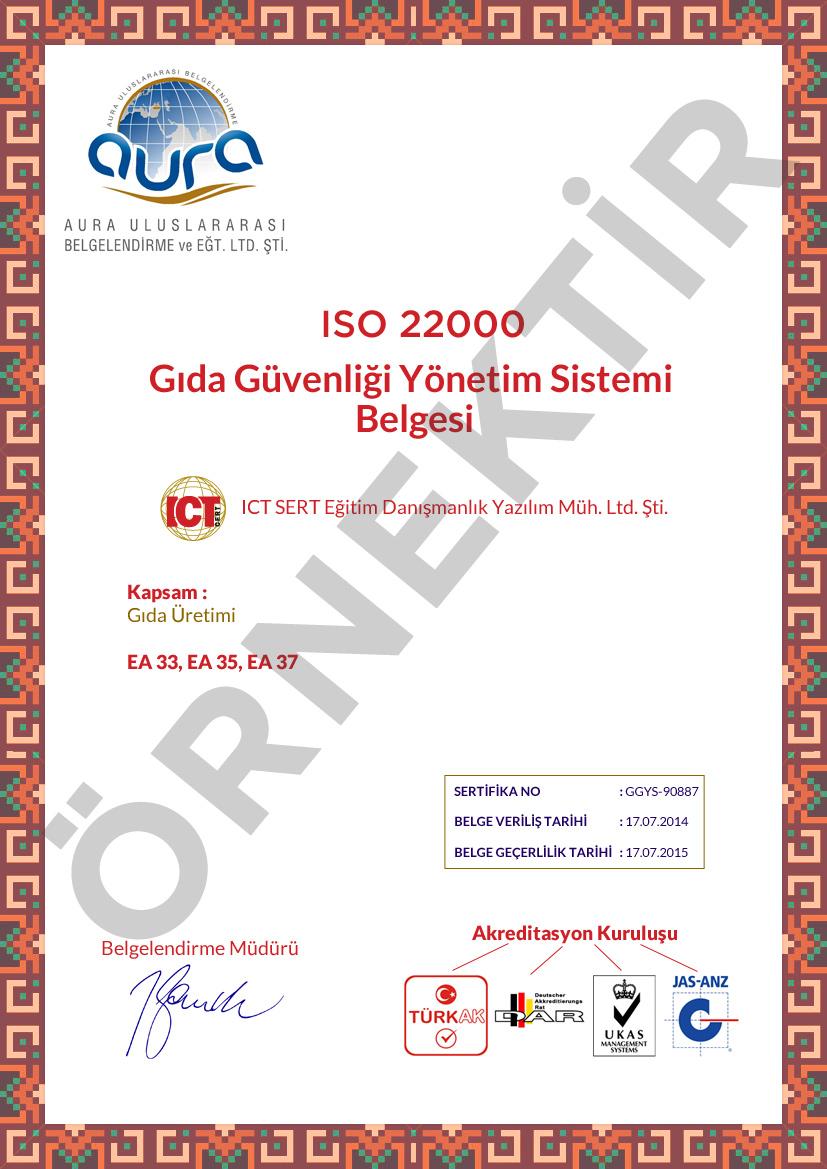 AURA ULUSLARARASI BELGELENDİRME
aura
AURA ULUSLARARASI
BELGELENDİRME ve EĞT. LTD. ŞTİ.
ÖRNEKTİR
ISO 22000
Gıda Güvenliği Yönetim Sistemi
Belgesi
ICT SERT
ICT SERT Eğitim Danışmanlık Yazılım Müh. Ltd. Şti.
Kapsam :
Gıda Üretimi
EA 33, EA 35, EA 37
SERTİFİKA NO : GGYS-90887
BELGE VERİLİŞ TARİHİ : 17.07.2014
BELGE GEÇERLİLİK TARİHİ : 17.07.2015
Belgelendirme Müdürü
Akreditasyon Kuruluşu
TÜRKAK
Deutscher
Akkreditierungs
Rat
DAR
UKAS
MANAGEMENT
SYSTEMS
JAS-ANZ